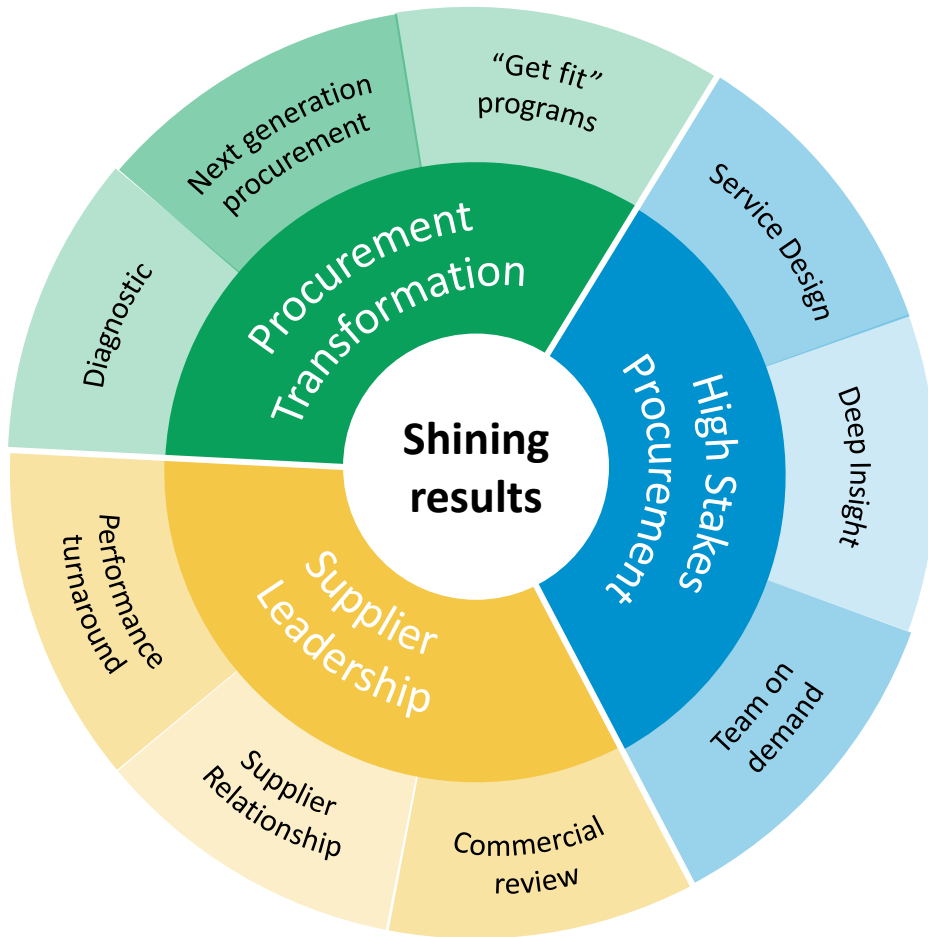 “Get fit”
programs
Next generation
procurement
Diagnostic
Procurement
Transformation
Service Design
Deep Insight
Team on
demand
High Stakes
Procurement
Shining
results
Supplier
Leadership
Performance
turnaround
Supplier
Relationship
Commercial
review